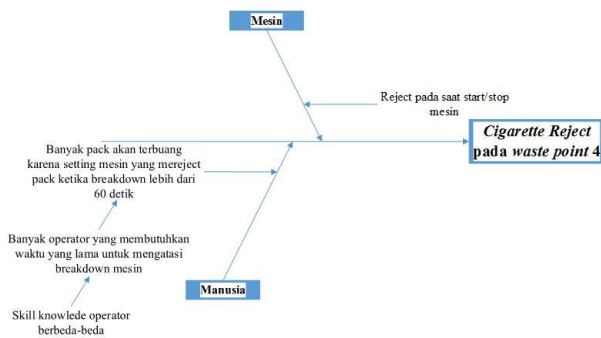 Mesin
Reject pada saat start/stop
mesin
Cigarette Reject
pada waste point 4
Banyak pack akan terbuang
karena setting mesin yang mereject
pack ketika breakdown lebih dari
60 detik
Banyak operator yang membutuhkan
waktu yang lama untuk mengatasi
breakdown mesin
Manusia
Skill knowlede operator
berbeda-beda